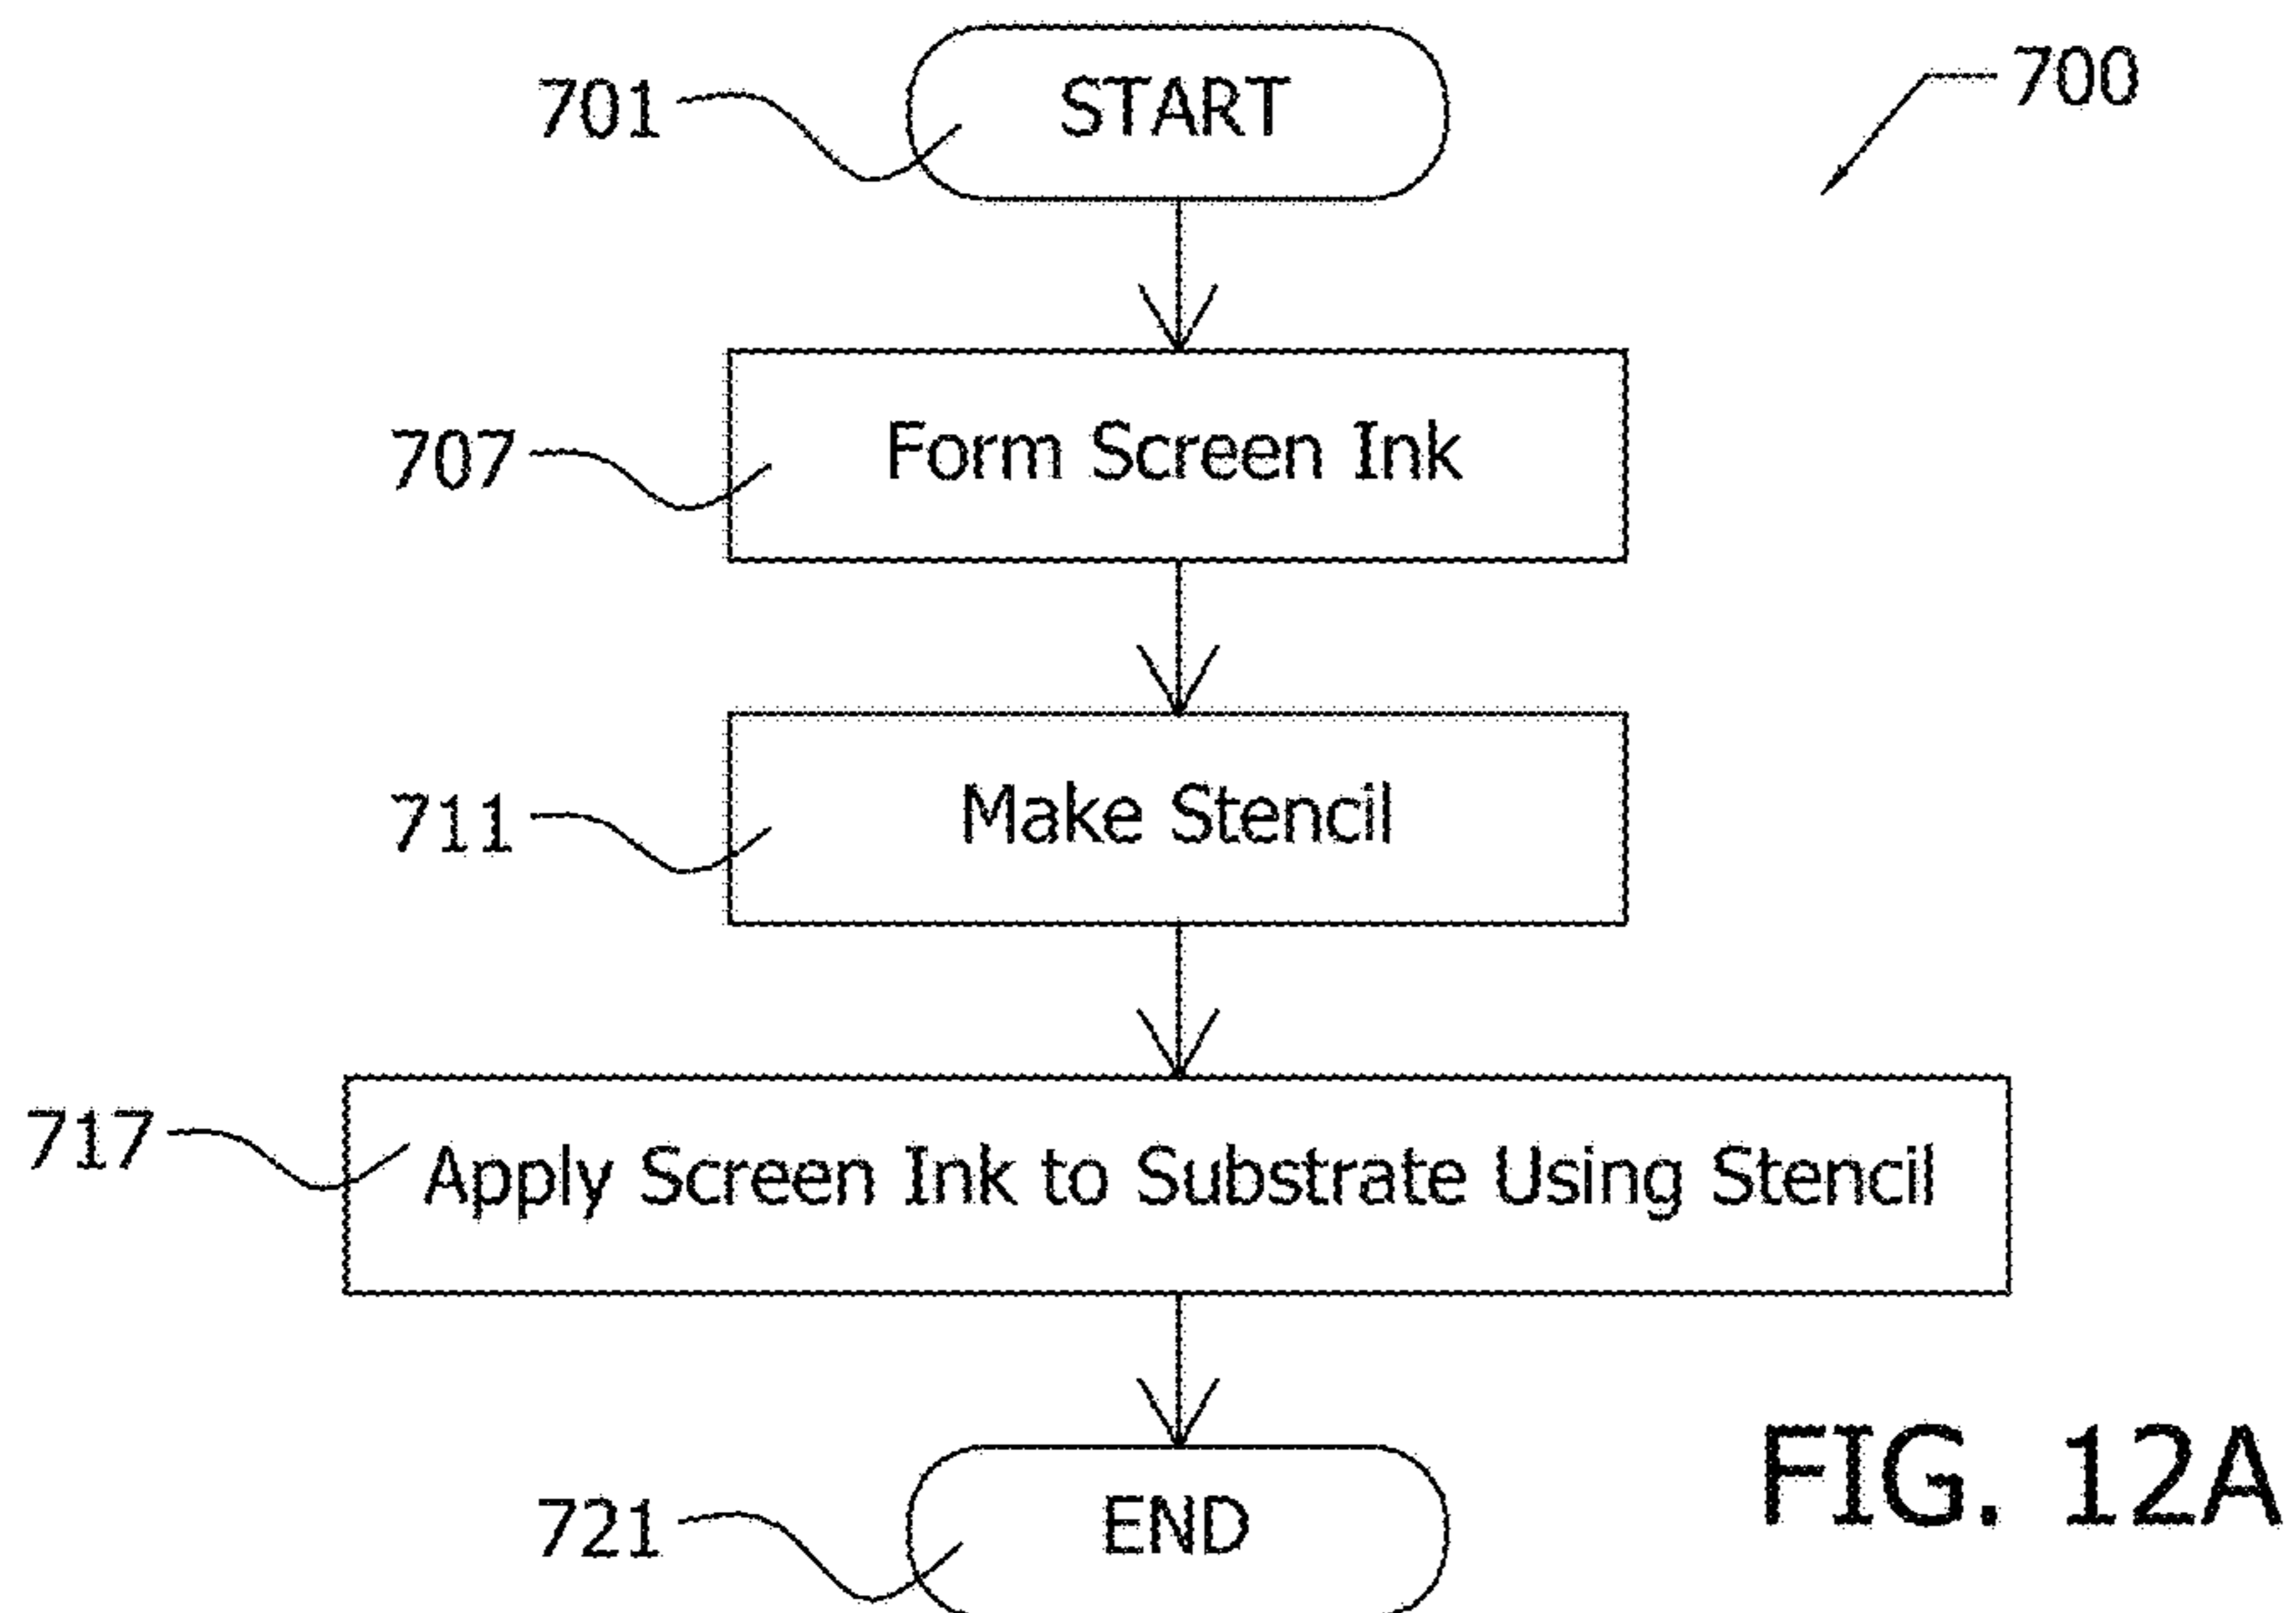 701
START
700
707
Form Screen Ink
711
Make Stencil
717
Apply Screen Ink to Substrate Using Stencil
721
END
FIG. 12A